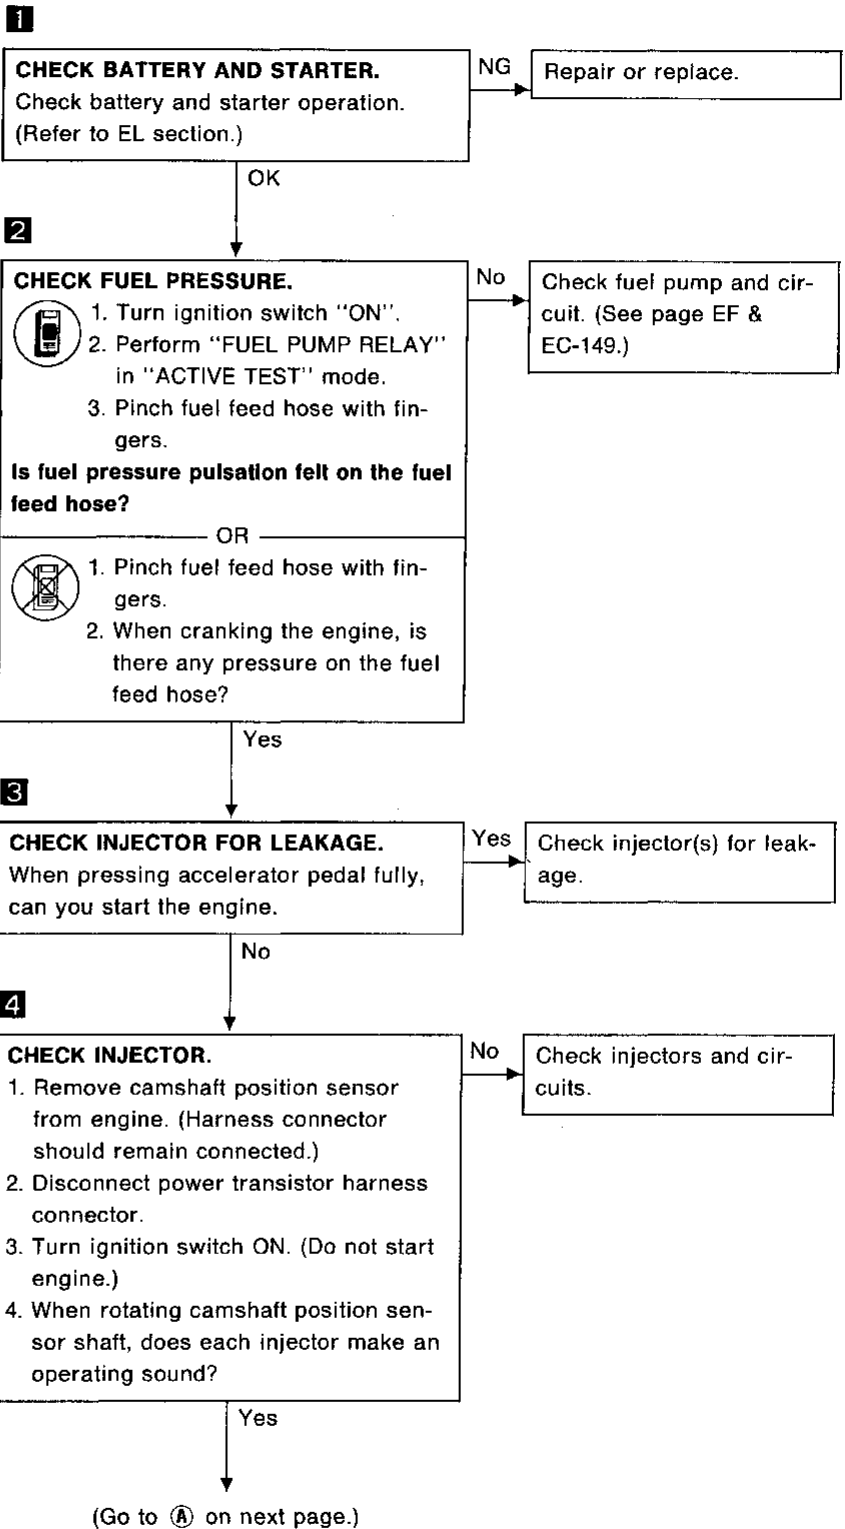 1
CHECK BATTERY AND STARTER.
Check battery and starter operation.
(Refer to EL section.)
NG
Repair or replace.
OK
2
CHECK FUEL PRESSURE.
1. Turn ignition switch "ON".
2. Perform "FUEL PUMP RELAY"
in "ACTIVE TEST" mode.
3. Pinch fuel feed hose with fin-
gers.
Is fuel pressure pulsation felt on the fuel
feed hose?
OR
1. Pinch fuel feed hose with fin-
gers.
2. When cranking the engine, is
there any pressure on the fuel
feed hose?
No
Check fuel pump and cir-
cuit. (See page EF &
EC-149.)
Yes
3
CHECK INJECTOR FOR LEAKAGE.
When pressing accelerator pedal fully,
can you start the engine.
Yes
Check injector(s) for leak-
age.
No
4
CHECK INJECTOR.
1. Remove camshaft position sensor
from engine. (Harness connector
should remain connected.)
2. Disconnect power transistor harness
connector.
3. Turn ignition switch ON. (Do not start
engine.)
4. When rotating camshaft position sen-
sor shaft, does each injector make an
operating sound?
No
Check injectors and cir-
cuits.
Yes
(Go to Ⓐ on next page.)